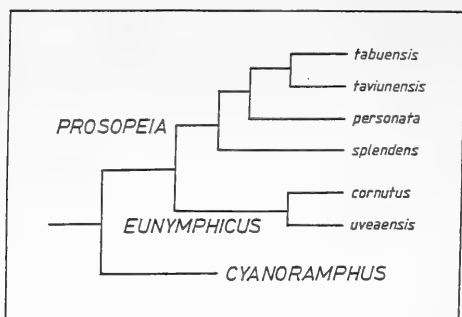 tabuensis
taviunensis
PROSOPEIA
personata
splendens
cornutus
EUNYMPHICUS
uveaensis
CYANORAMPHUS